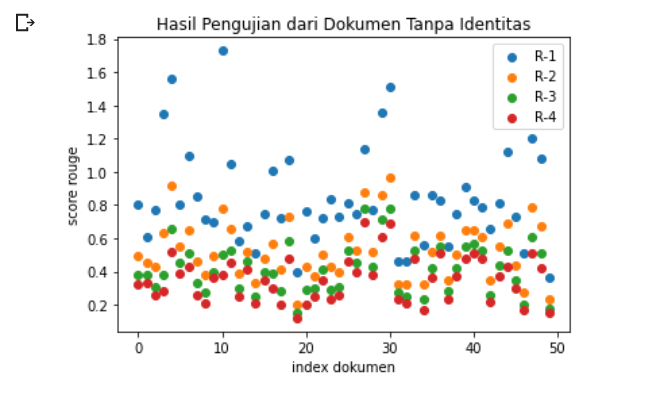 Hasil Pengujian dari Dokumen Tanpa Identitas
1.8
1.6
1.4
1.2
1.0
0.8
0.6
0.4
0.2
score rouge
R-1
R-2
R-3
R-4
0 10 20 30 40 50
index dokumen